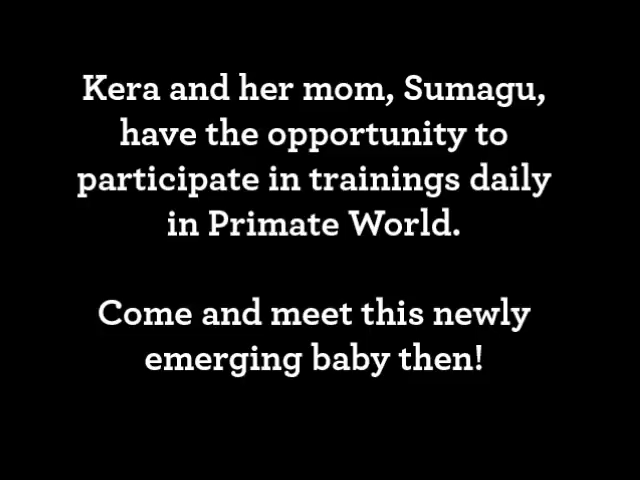 Kera and her mom, Sumagu,
have the opportunity to
participate in trainings daily
in Primate World.
Come and meet this newly
emerging baby then!